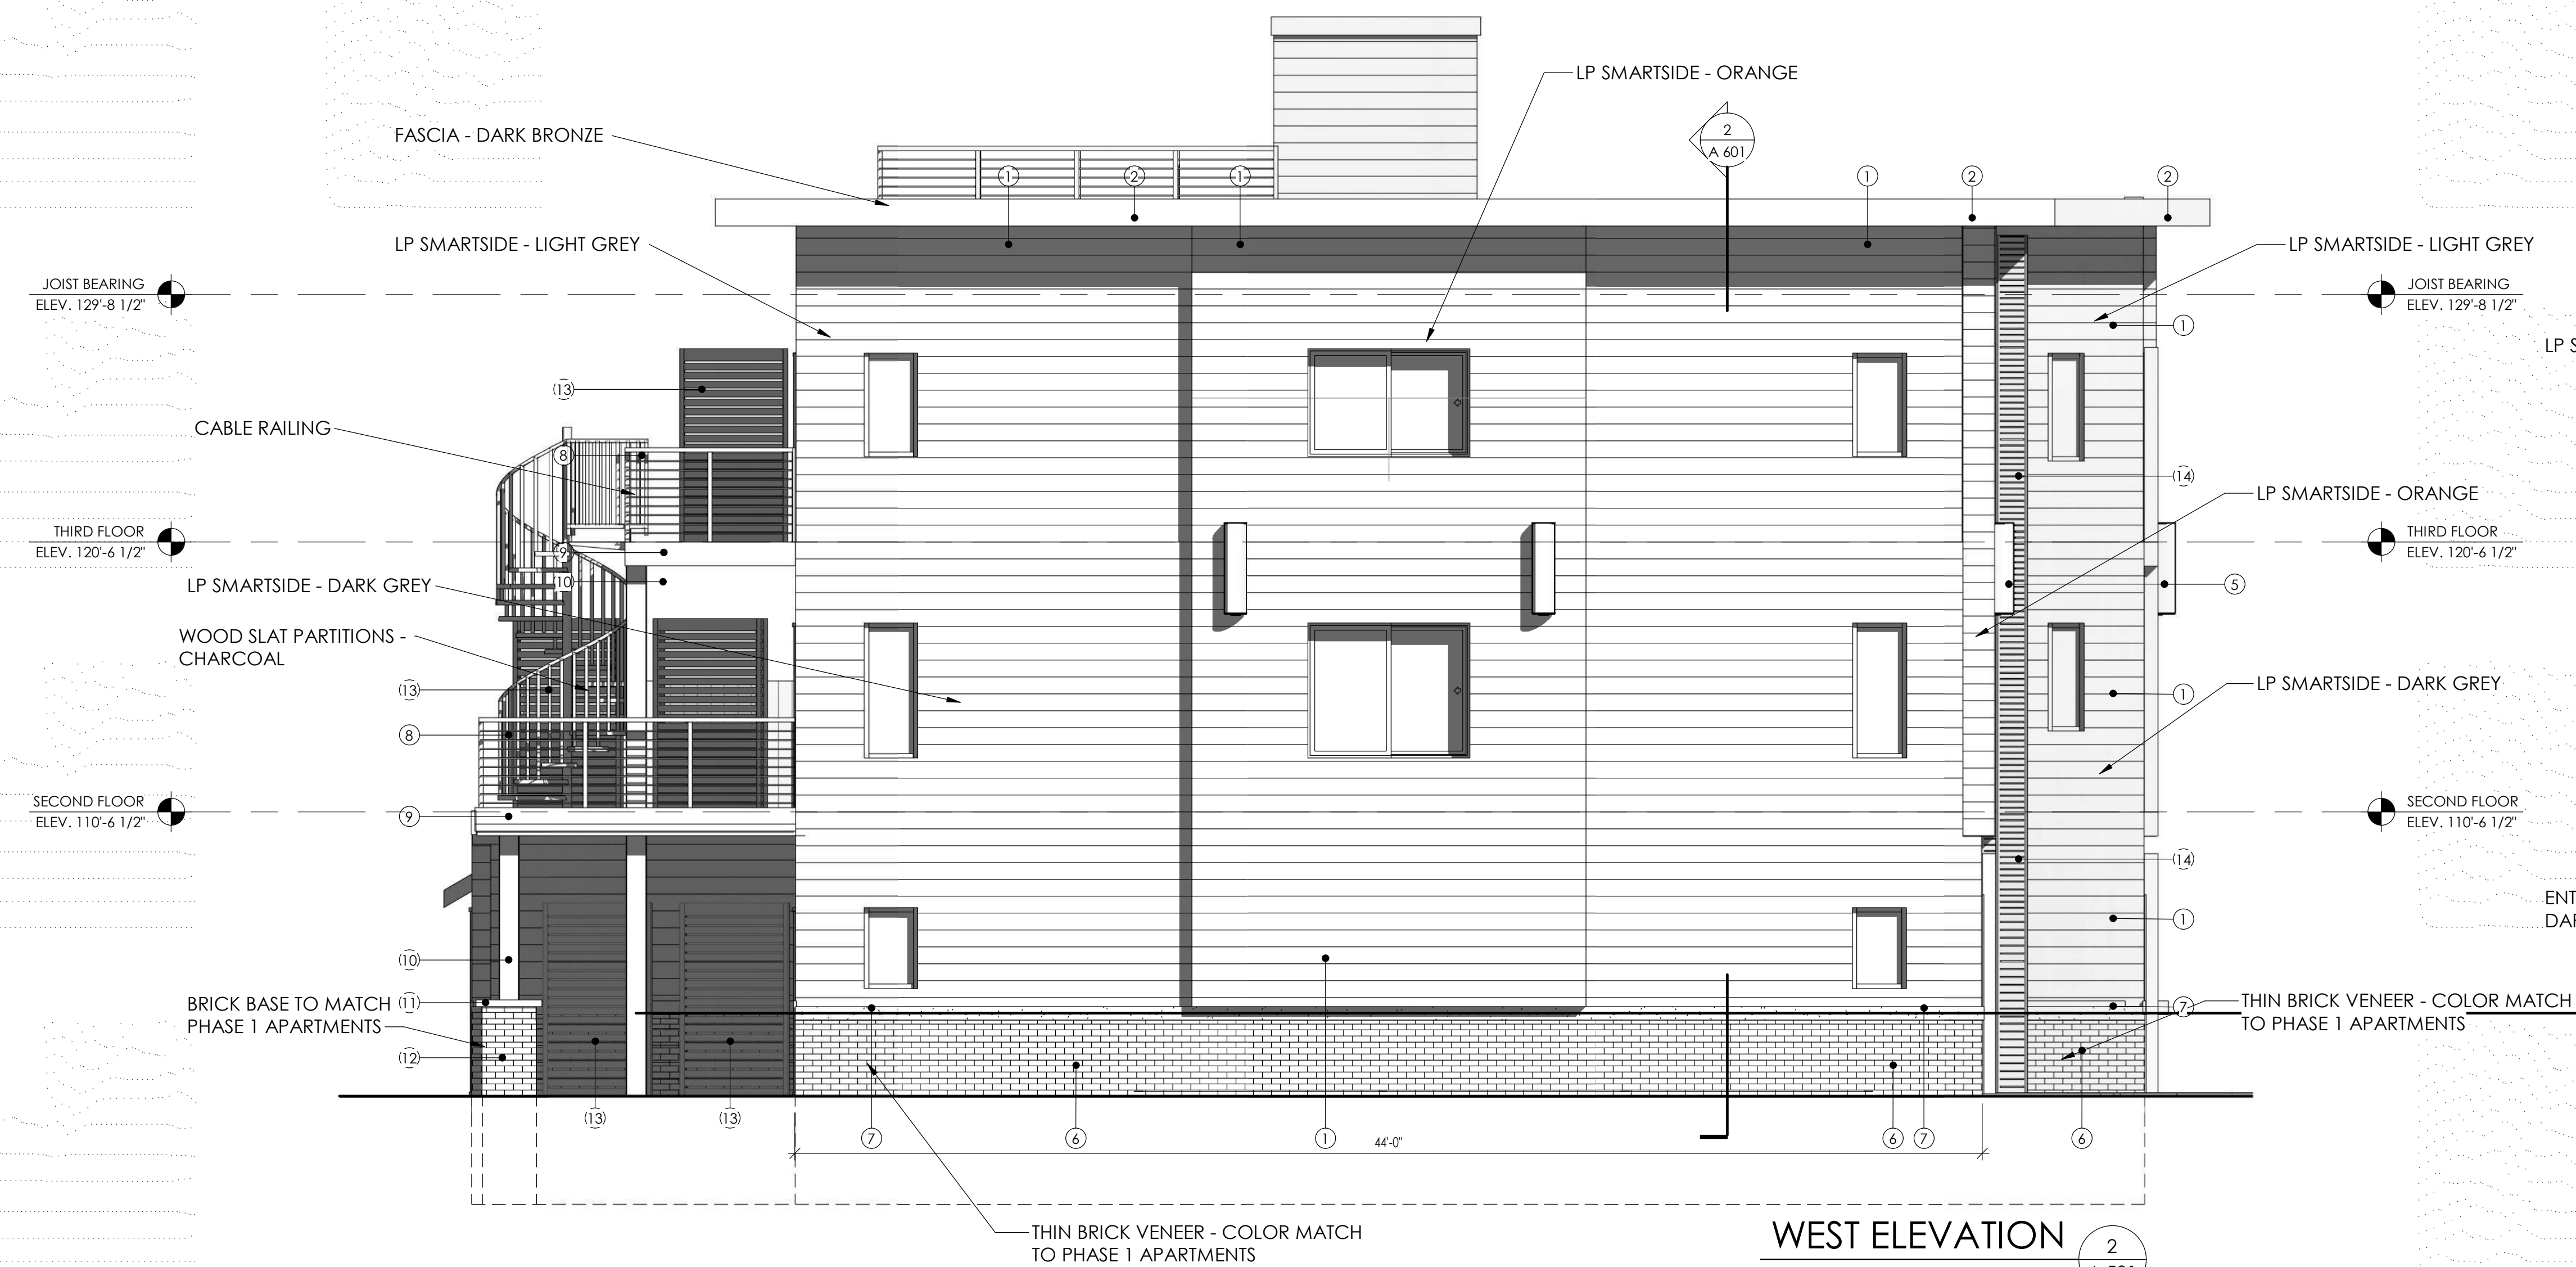 LP SMARTSIDE - ORANGE
FASCIA - DARK BRONZE
2
A 601
1
2
1
1
2
2
LP SMARTSIDE - LIGHT GREY
LP SMARTSIDE - LIGHT GREY
JOIST BEARING
ELEV. 129'-8 1/2"
JOIST BEARING
ELEV. 129'-8 1/2"
1
LP S
13
CABLE RAILING
8
14
LP SMARTSIDE - ORANGE
THIRD FLOOR
ELEV. 120'-6 1/2"
9
THIRD FLOOR
ELEV. 120'-6 1/2"
10
LP SMARTSIDE - DARK GREY
5
WOOD SLAT PARTITIONS -
CHARCOAL
13
1
LP SMARTSIDE - DARK GREY
8
SECOND FLOOR
ELEV. 110'-6 1/2"
9
SECOND FLOOR
ELEV. 110'-6 1/2"
14
ENT
DAR
1
10
BRICK BASE TO MATCH
PHASE 1 APARTMENTS
11
7
THIN BRICK VENEER - COLOR MATCH
TO PHASE 1 APARTMENTS
12
13
13
7
6
1
44'-0"
6
7
6
THIN BRICK VENEER - COLOR MATCH
TO PHASE 1 APARTMENTS
WEST ELEVATION
2